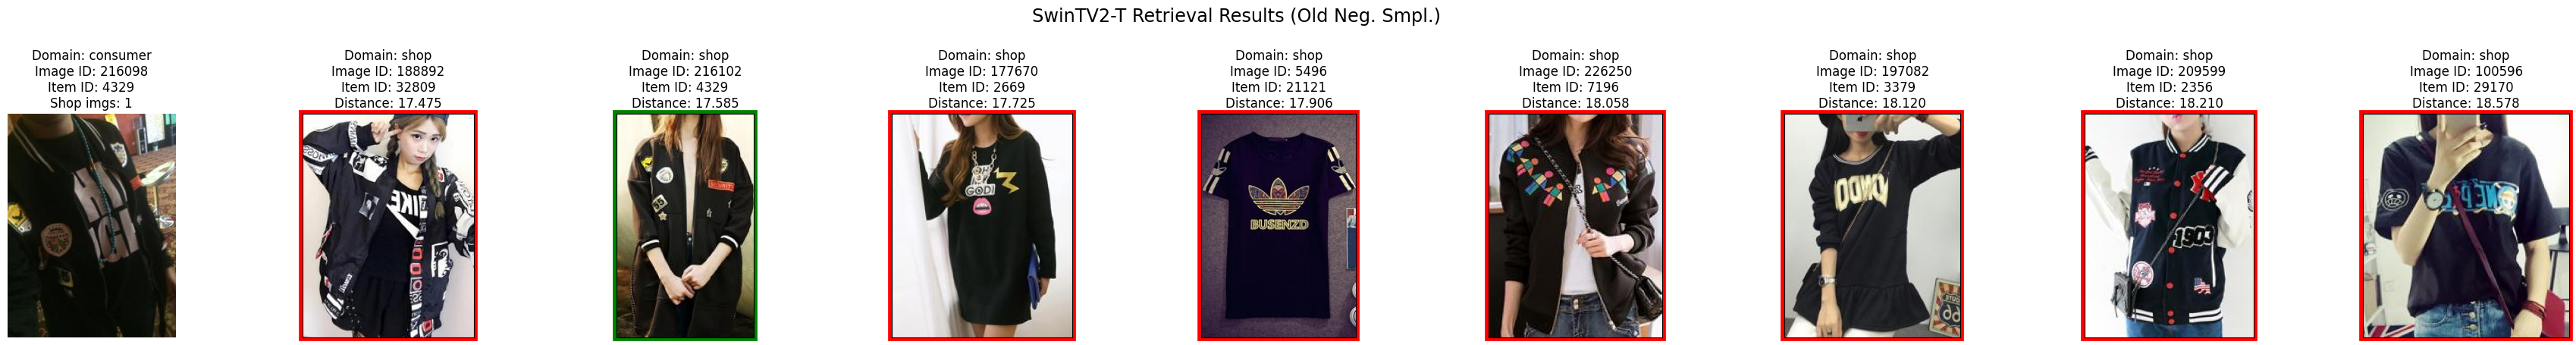 SwinTV2-T Retrieval Results (Old Neg. Smpl.)
Domain: consumer
Image ID: 216098
Item ID: 4329
Shop imgs: 1
Domain: shop
Image ID: 188892
Item ID: 32809
Distance: 17.475
Domain: shop
Image ID: 216102
Item ID: 4329
Distance: 17.585
Domain: shop
Image ID: 177670
Item ID: 2669
Distance: 17.725
Domain: shop
Image ID: 5496
Item ID: 21121
Distance: 17.906
Domain: shop
Image ID: 226250
Item ID: 7196
Distance: 18.058
Domain: shop
Image ID: 197082
Item ID: 3379
Distance: 18.120
Domain: shop
Image ID: 209599
Item ID: 2356
Distance: 18.210
Domain: shop
Image ID: 100596
Item ID: 29170
Distance: 18.578
OH
GOD!
BUSENZD
1903